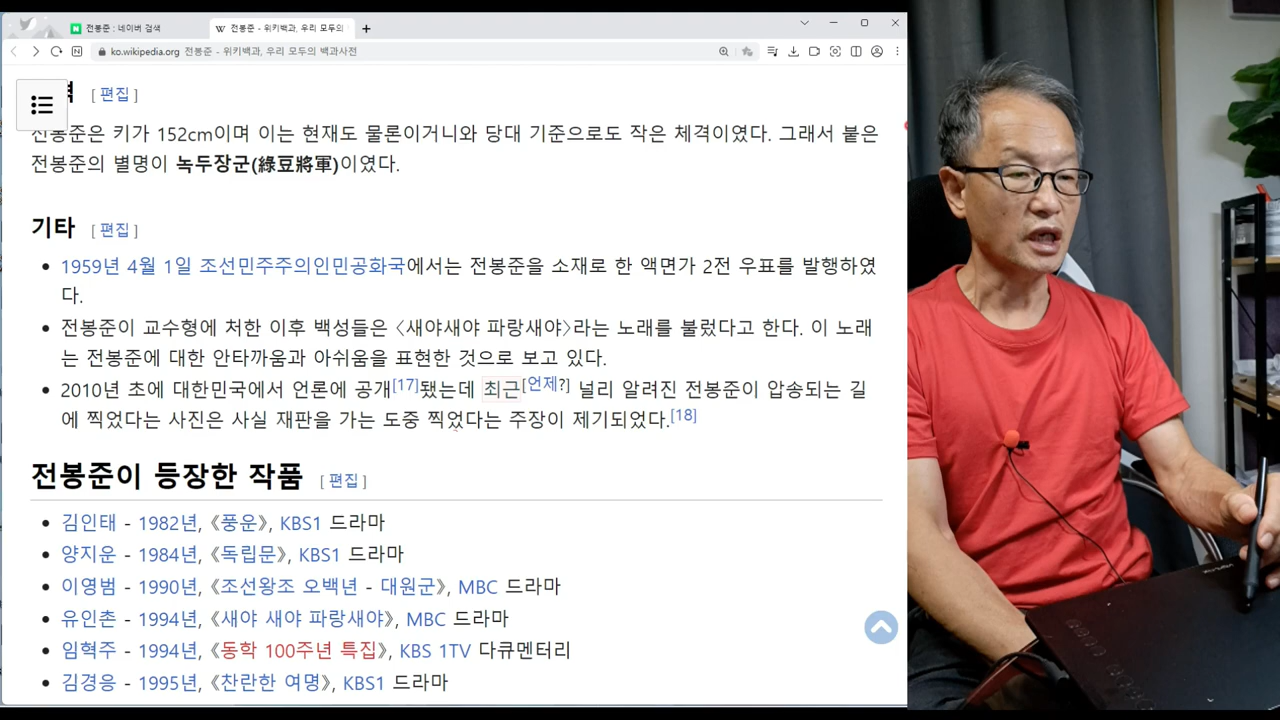 전봉준 : 네이버 검색
전봉준 - 위키백과, 우리 모두의
ko.wikipedia.org 전봉준 - 위키백과, 우리 모두의 백과사전
[편집]
전봉준은 키가 152cm이며 이는 현재도 물론이거니와 당대 기준으로도 작은 체격이였다. 그래서 붙은
전봉준의 별명이 녹두장군(綠豆將軍)이였다.
기타 [편집]
1959년 4월 1일 조선민주주의인민공화국에서는 전봉준을 소재로 한 액면가 2전 우표를 발행하였
다.
전봉준이 교수형에 처한 이후 백성들은 〈새야새야 파랑새야〉라는 노래를 불렀다고 한다. 이 노래
는 전봉준에 대한 안타까움과 아쉬움을 표현한 것으로 보고 있다.
2010년 초에 대한민국에서 언론에 공개[17]됐는데 최근[언제?] 널리 알려진 전봉준이 압송되는 길
에 찍었다는 사진은 사실 재판을 가는 도중 찍었다는 주장이 제기되었다.[18]
전봉준이 등장한 작품 [편집]
김인태 - 1982년, 《풍운》, KBS1 드라마
양지운 - 1984년, 《독립문》, KBS1 드라마
이영범 - 1990년, 《조선왕조 오백년 - 대원군》, MBC 드라마
유인촌 - 1994년, 《새야 새야 파랑새야》, MBC 드라마
임혁주 - 1994년, 《동학 100주년 특집》, KBS 1TV 다큐멘터리
김경응 - 1995년, 《찬란한 여명》, KBS1 드라마